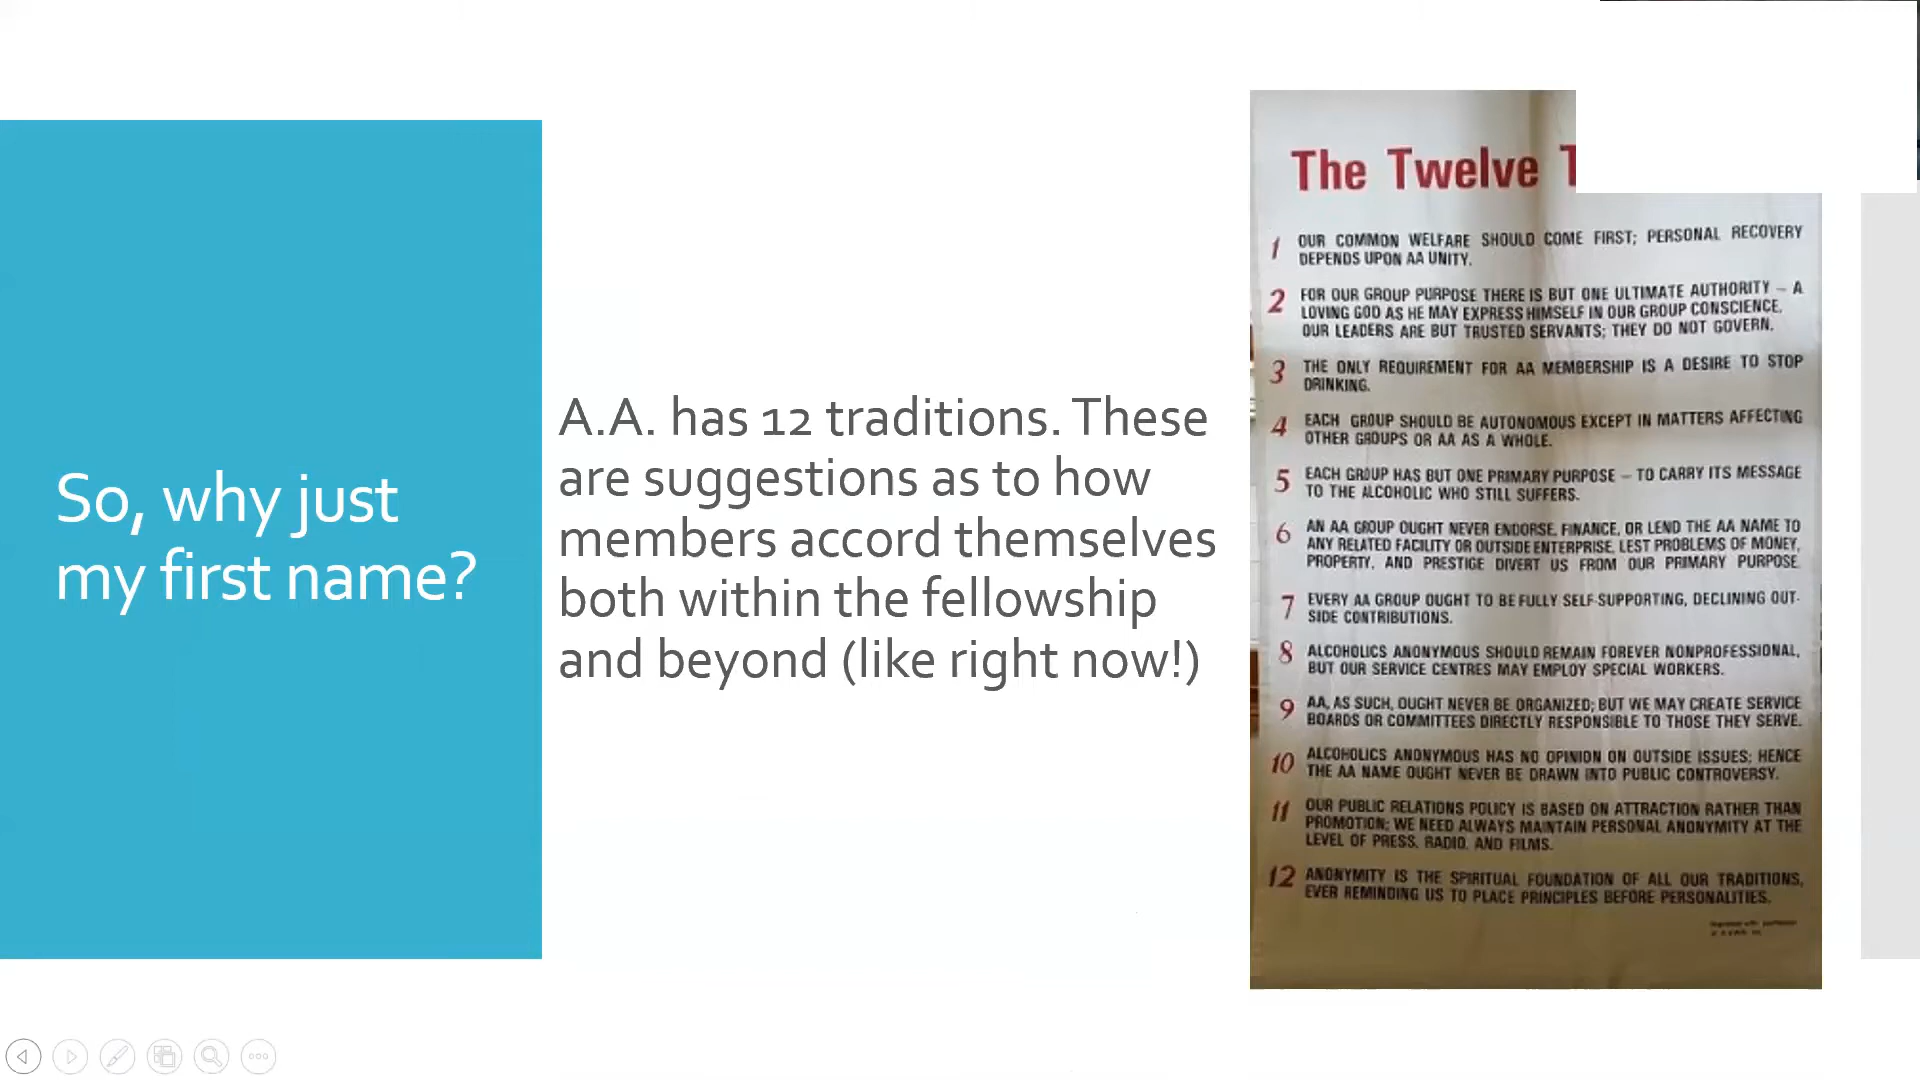 So, why just
my first name?
A.A. has 12 traditions. These
are suggestions as to how
members accord themselves
both within the fellowship
and beyond (like right now!)
The Twelve T
1 OUR COMMON WELFARE SHOULD COME FIRST; PERSONAL RECOVERY
DEPENDS UPON AA UNITY.
2 FOR OUR GROUP PURPOSE THERE IS BUT ONE ULTIMATE AUTHORITY – A
LOVING GOD AS HE MAY EXPRESS HIMSELF IN OUR GROUP CONSCIENCE.
OUR LEADERS ARE BUT TRUSTED SERVANTS; THEY DO NOT GOVERN.
3 THE ONLY REQUIREMENT FOR AA MEMBERSHIP IS A DESIRE TO STOP
DRINKING.
4 EACH GROUP SHOULD BE AUTONOMOUS EXCEPT IN MATTERS AFFECTING
OTHER GROUPS OR AA AS A WHOLE.
5 EACH GROUP HAS BUT ONE PRIMARY PURPOSE – TO CARRY ITS MESSAGE
TO THE ALCOHOLIC WHO STILL SUFFERS.
6 AN AA GROUP OUGHT NEVER ENDORSE, FINANCE, OR LEND THE AA NAME TO
ANY RELATED FACILITY OR OUTSIDE ENTERPRISE, LEST PROBLEMS OF MONEY,
PROPERTY, AND PRESTIGE DIVERT US FROM OUR PRIMARY PURPOSE.
7 EVERY AA GROUP OUGHT TO BE FULLY SELF-SUPPORTING, DECLINING OUT-
SIDE CONTRIBUTIONS.
8 ALCOHOLICS ANONYMOUS SHOULD REMAIN FOREVER NONPROFESSIONAL,
BUT OUR SERVICE CENTRES MAY EMPLOY SPECIAL WORKERS.
9 AA, AS SUCH, OUGHT NEVER BE ORGANIZED; BUT WE MAY CREATE SERVICE
BOARDS OR COMMITTEES DIRECTLY RESPONSIBLE TO THOSE THEY SERVE.
10 ALCOHOLICS ANONYMOUS HAS NO OPINION ON OUTSIDE ISSUES; HENCE
THE AA NAME OUGHT NEVER BE DRAWN INTO PUBLIC CONTROVERSY.
11 OUR PUBLIC RELATIONS POLICY IS BASED ON ATTRACTION RATHER THAN
PROMOTION; WE NEED ALWAYS MAINTAIN PERSONAL ANONYMITY AT THE
LEVEL OF PRESS, RADIO, AND FILMS.
12 ANONYMITY IS THE SPIRITUAL FOUNDATION OF ALL OUR TRADITIONS,
EVER REMINDING US TO PLACE PRINCIPLES BEFORE PERSONALITIES.